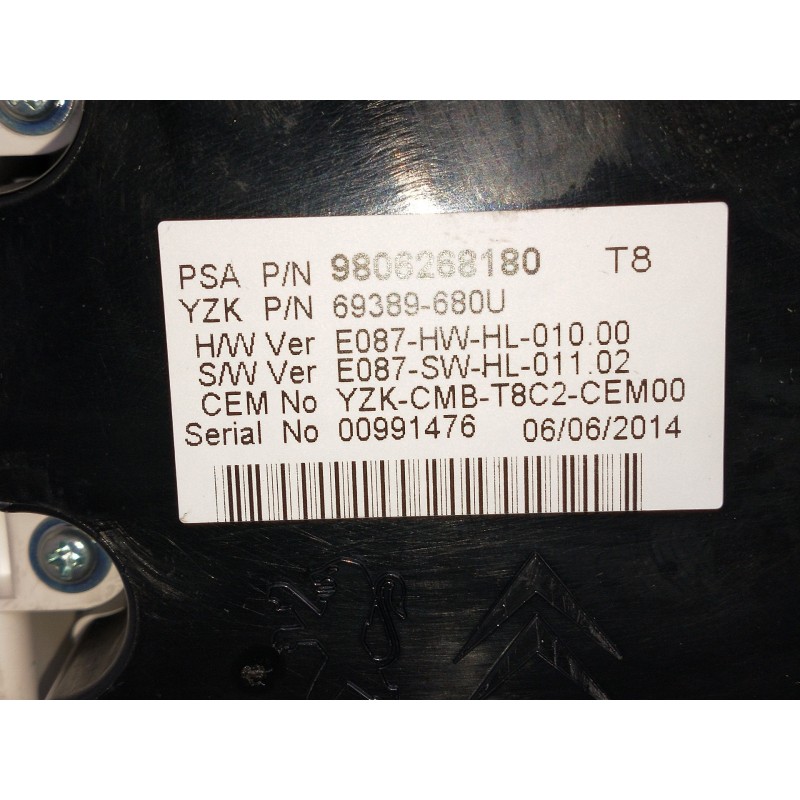 PSA P/N 9806268180 T8
YZK P/N 69389-680U
H/W Ver E087-HW-HL-010.00
S/W Ver E087-SW-HL-011.02
CEM No YZK-CMB-T8C2-CEM00
Serial No 00991476 06/06/2014